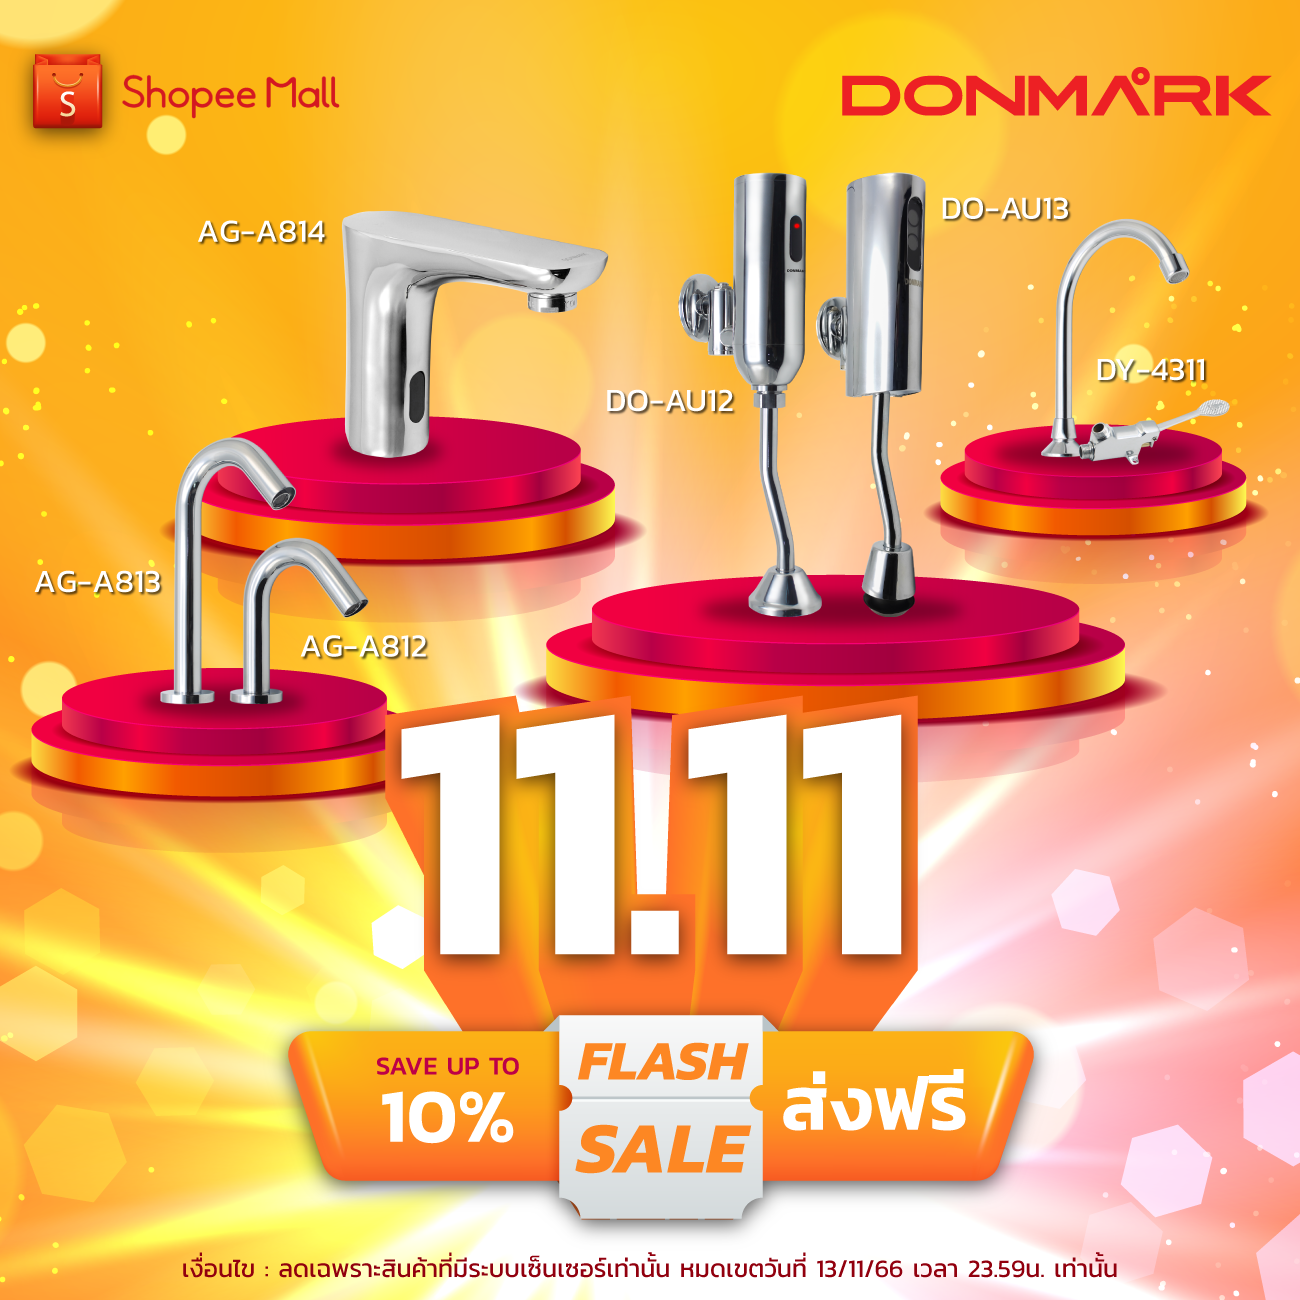 S
Shopee Mall
DONMARK
AG-A814
DO-AU13
DONMARK
DO-AU12
DY-4311
AG-A813
AG-A812
11.11
SAVE UP TO
10%
FLASH
SALE
ส่งฟรี
เงื่อนไข : ลดเฉพราะสินค้าที่มีระบบเซ็นเซอร์เท่านั้น หมดเขตวันที่ 13/11/66 เวลา 23.59น. เท่านั้น